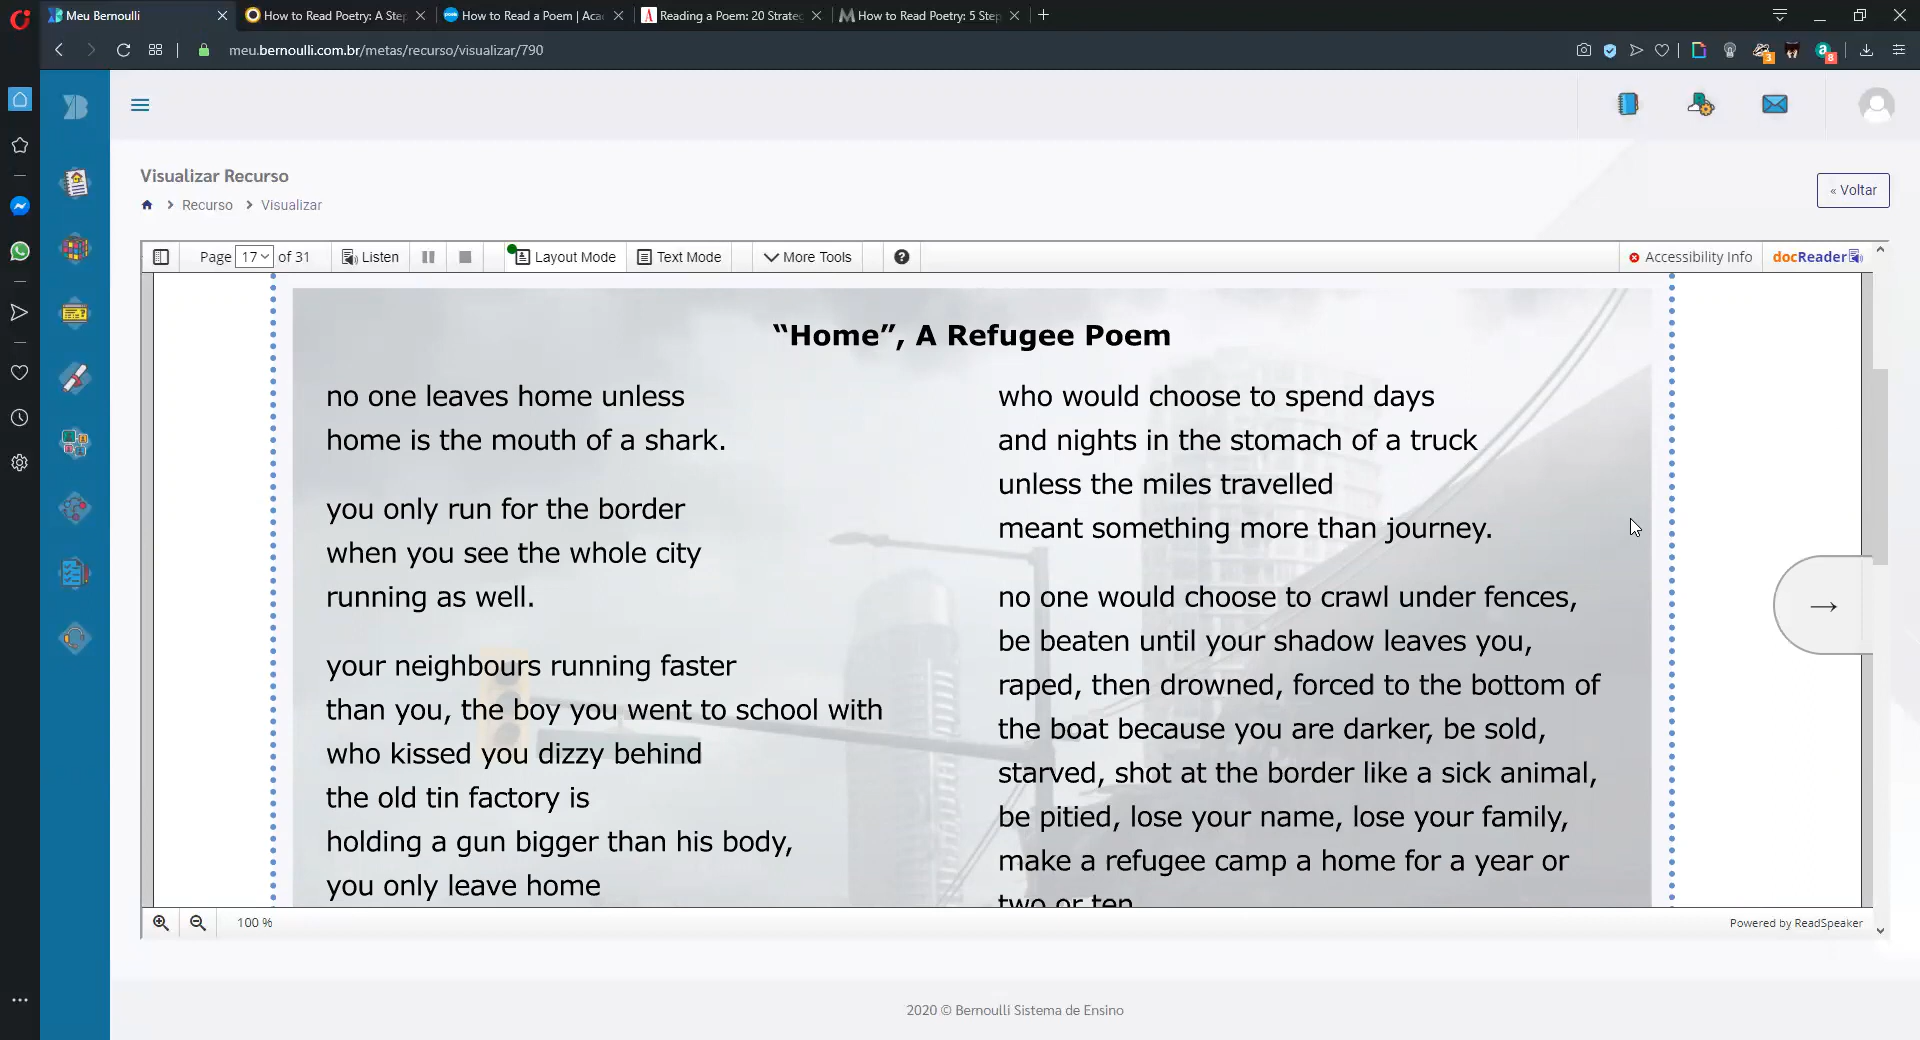 Meu Bernoulli
How to Read Poetry: A Step
How to Read a Poem | Aca
Reading a Poem: 20 Strate
How to Read Poetry: 5 Step
meu.bernoulli.com.br/metas/recurso/visualizar/790
3
8
Visualizar Recurso
Recurso
Visualizar
« Voltar
Page 17 of 31
Listen
Layout Mode
Text Mode
More Tools
Accessibility Info
docReader
“Home”, A Refugee Poem
no one leaves home unless
home is the mouth of a shark.
you only run for the border
when you see the whole city
running as well.
your neighbours running faster
than you, the boy you went to school with
who kissed you dizzy behind
the old tin factory is
holding a gun bigger than his body,
you only leave home
who would choose to spend days
and nights in the stomach of a truck
unless the miles travelled
meant something more than journey.
no one would choose to crawl under fences,
be beaten until your shadow leaves you,
raped, then drowned, forced to the bottom of
the boat because you are darker, be sold,
starved, shot at the border like a sick animal,
be pitied, lose your name, lose your family,
make a refugee camp a home for a year or
two or ten
100 %
Powered by ReadSpeaker
2020 © Bernoulli Sistema de Ensino